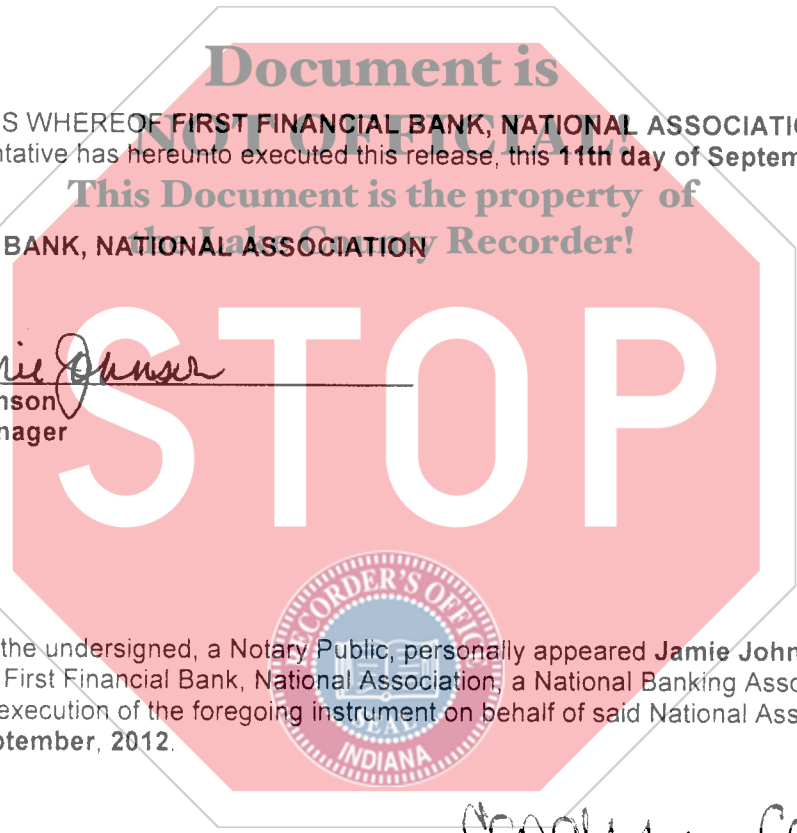 Document is
S WHEREOF FIRST FINANCIAL BANK, NATIONAL ASSOCIATI
NOT OFFICIAL!
ntative has hereunto executed this release, this 11th day of Septem
This Document is the property of
BANK, NATIONAL ASSOCIATION
the Lake County Recorder!
STOP
nie Johnson
nson
nager
RECORDER'S OFFICE
the undersigned, a Notary Public, personally appeared Jamie John
First Financial Bank, National Association, a National Banking Asso
execution of the foregoing instrument on behalf of said National Ass
SEAL
ptember, 2012.
INDIANA